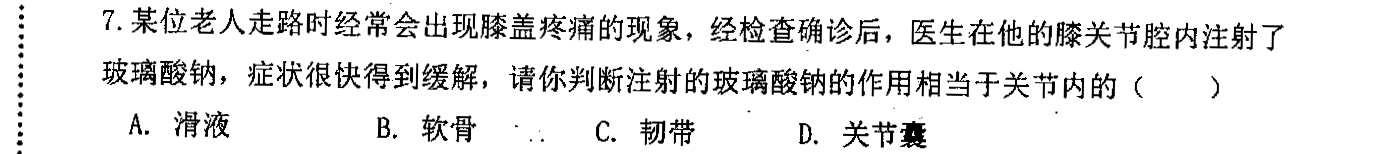 7.某位老人走路时经常会出现膝盖疼痛的现象，经检查确诊后，医生在他的膝关节腔内注射了
玻璃酸钠，症状很快得到缓解，请你判断注射的玻璃酸钠的作用相当于关节内的（　　）
A. 滑液　　B. 软骨　　C. 韧带　　D. 关节囊